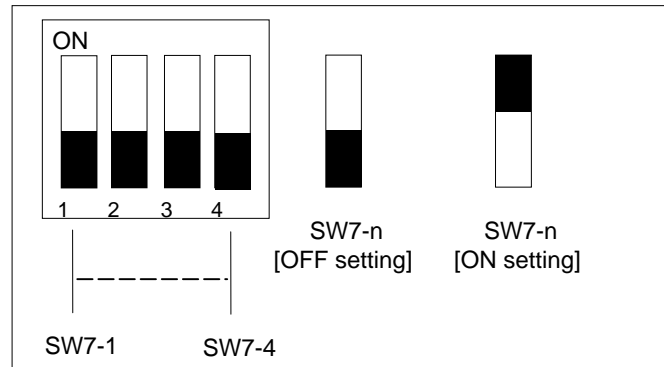 ON
1 2 3 4
SW7-n
[OFF setting]
SW7-n
[ON setting]
SW7-1 SW7-4